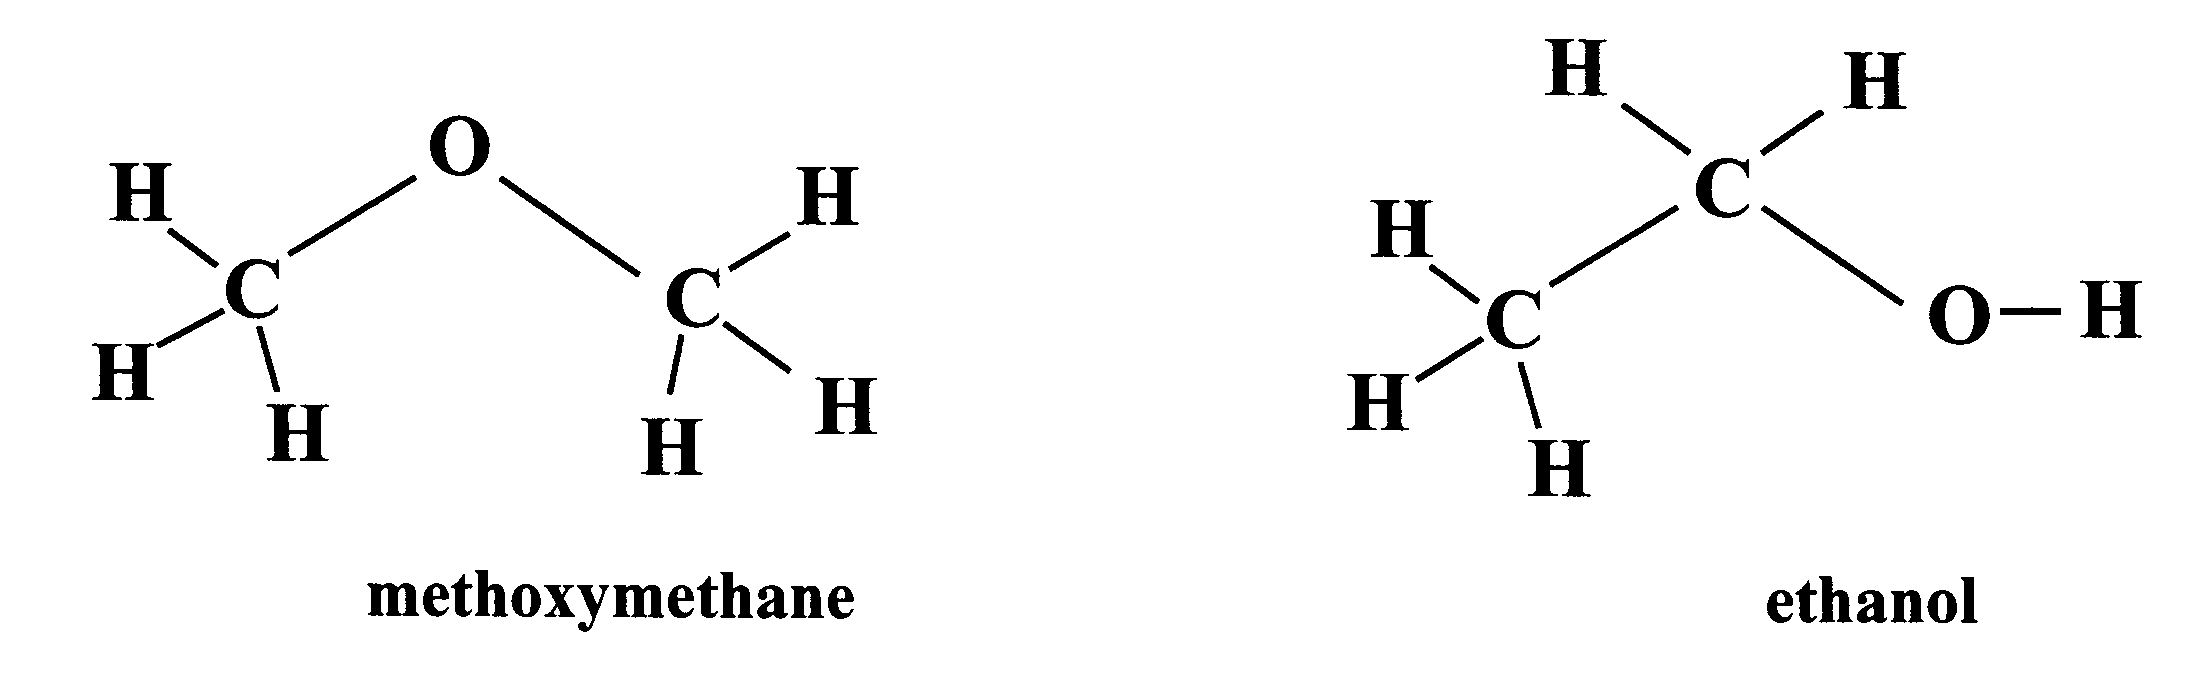 H H
O H
H H C
C C H O H
H H C
H H H
H H
methoxymethane ethanol